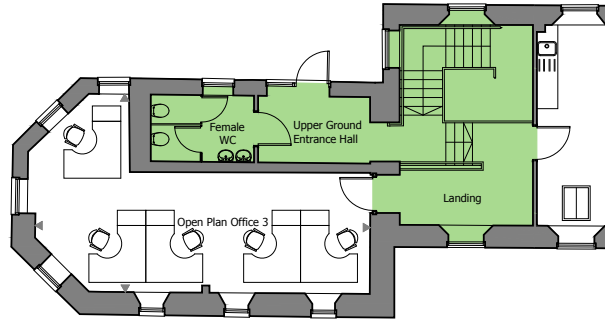 Female
WC
Upper Ground
Entrance Hall
Landing
Open Plan Office 3